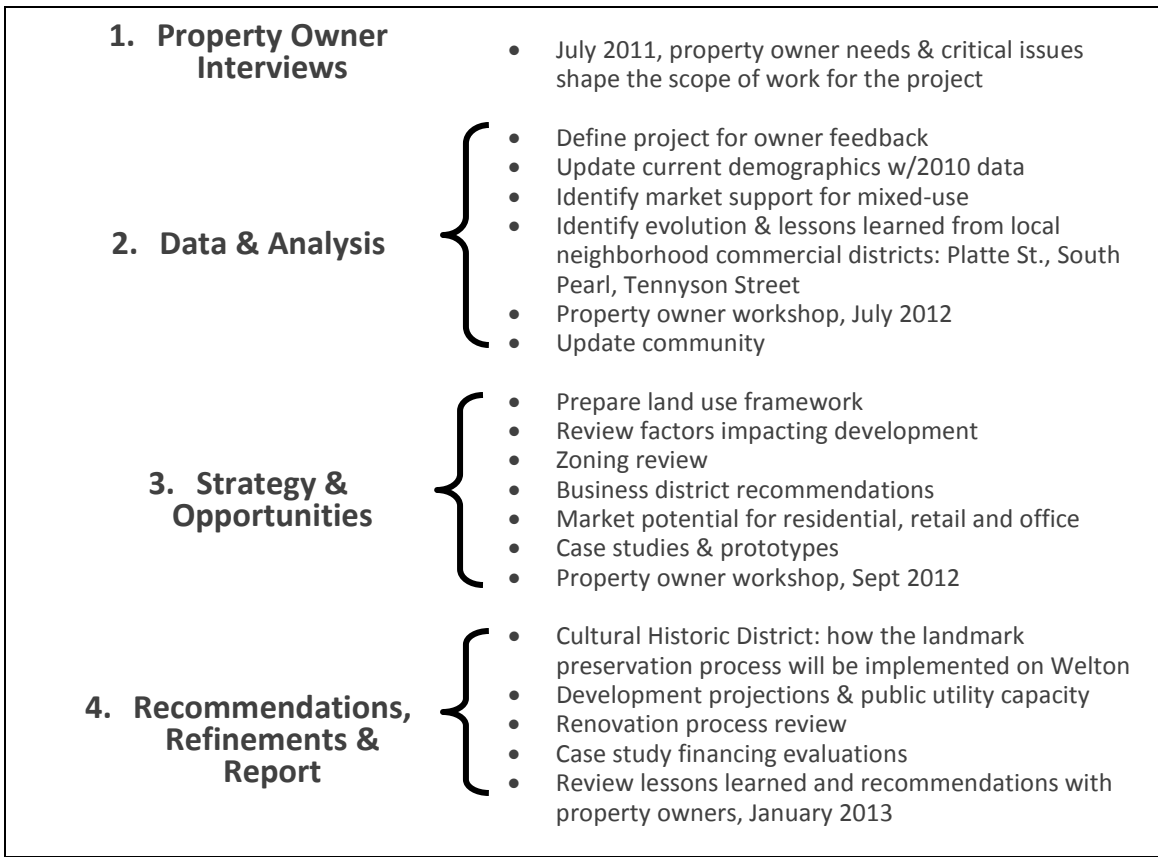 1. Property Owner
Interviews
• July 2011, property owner needs & critical issues
shape the scope of work for the project
2. Data & Analysis
• Define project for owner feedback
• Update current demographics w/2010 data
• Identify market support for mixed-use
• Identify evolution & lessons learned from local
neighborhood commercial districts: Platte St., South
Pearl, Tennyson Street
• Property owner workshop, July 2012
• Update community
3. Strategy &
Opportunities
• Prepare land use framework
• Review factors impacting development
• Zoning review
• Business district recommendations
• Market potential for residential, retail and office
• Case studies & prototypes
• Property owner workshop, Sept 2012
4. Recommendations,
Refinements &
Report
• Cultural Historic District: how the landmark
preservation process will be implemented on Welton
• Development projections & public utility capacity
• Renovation process review
• Case study financing evaluations
• Review lessons learned and recommendations with
property owners, January 2013